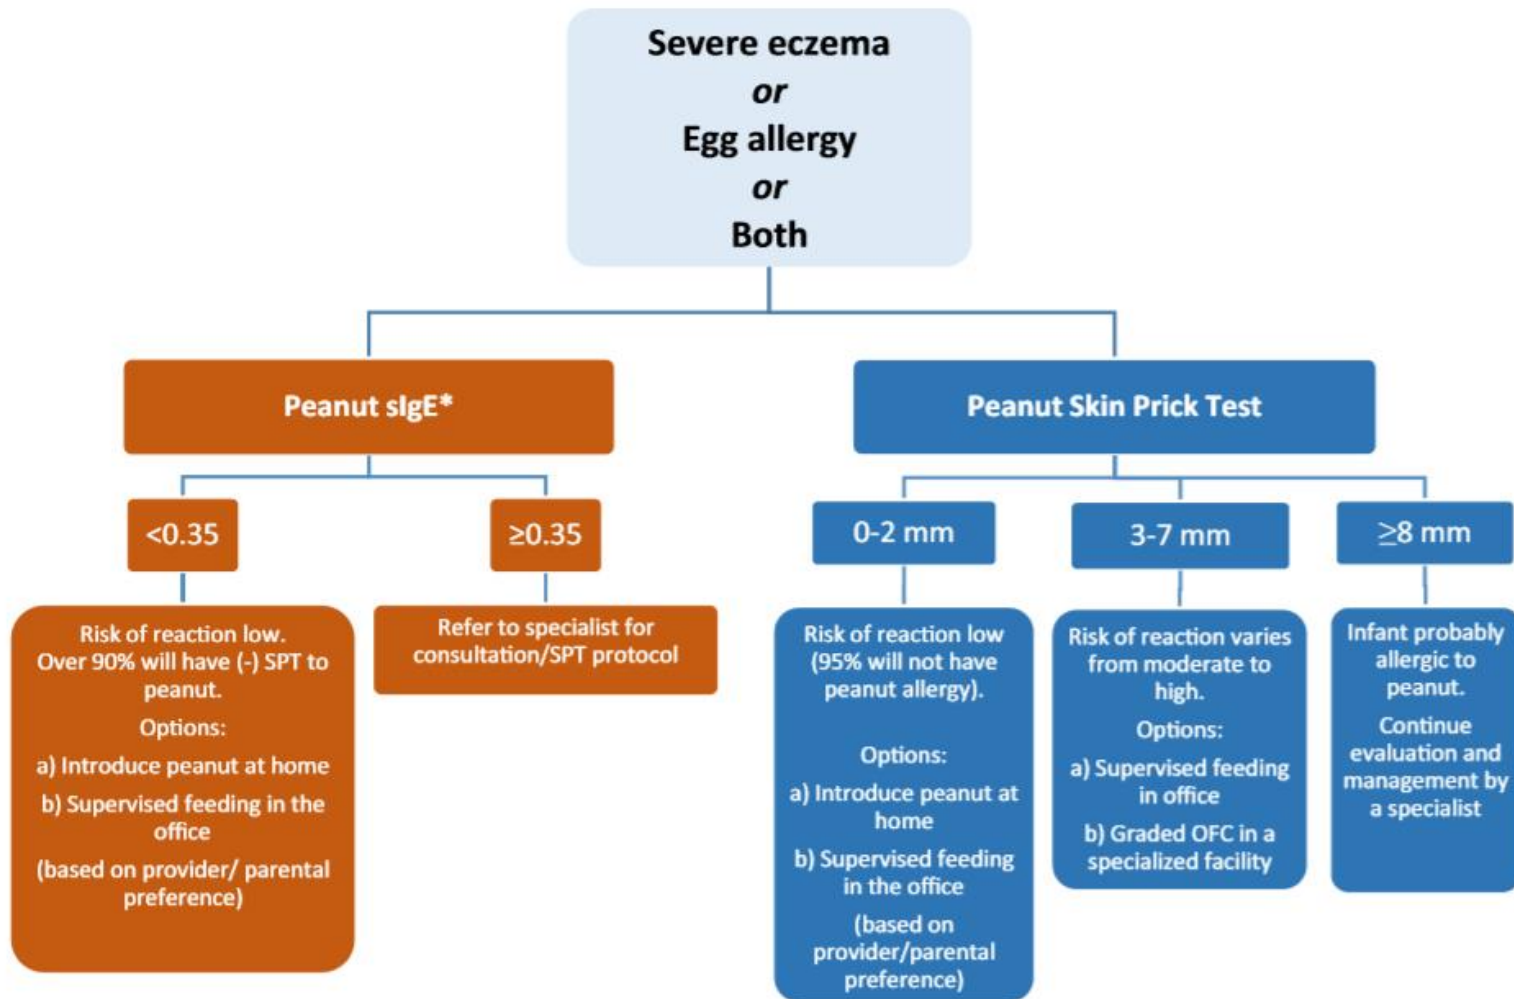 Severe eczema
or
Egg allergy
or
Both
Peanut sIgE*
Peanut Skin Prick Test
<0.35
≥0.35
0-2 mm
3-7 mm
≥8 mm
Risk of reaction low.
Over 90% will have (-) SPT to
peanut.
Options:
a) Introduce peanut at home
b) Supervised feeding in the
office
(based on provider/ parental
preference)
Refer to specialist for
consultation/SPT protocol
Risk of reaction low
(95% will not have
peanut allergy).
Options:
a) Introduce peanut at
home
b) Supervised feeding
in the office
(based on
provider/parental
preference)
Risk of reaction varies
from moderate to
high.
Options:
a) Supervised feeding
in office
b) Graded OFC in a
specialized facility
Infant probably
allergic to
peanut.
Continue
evaluation and
management by
a specialist